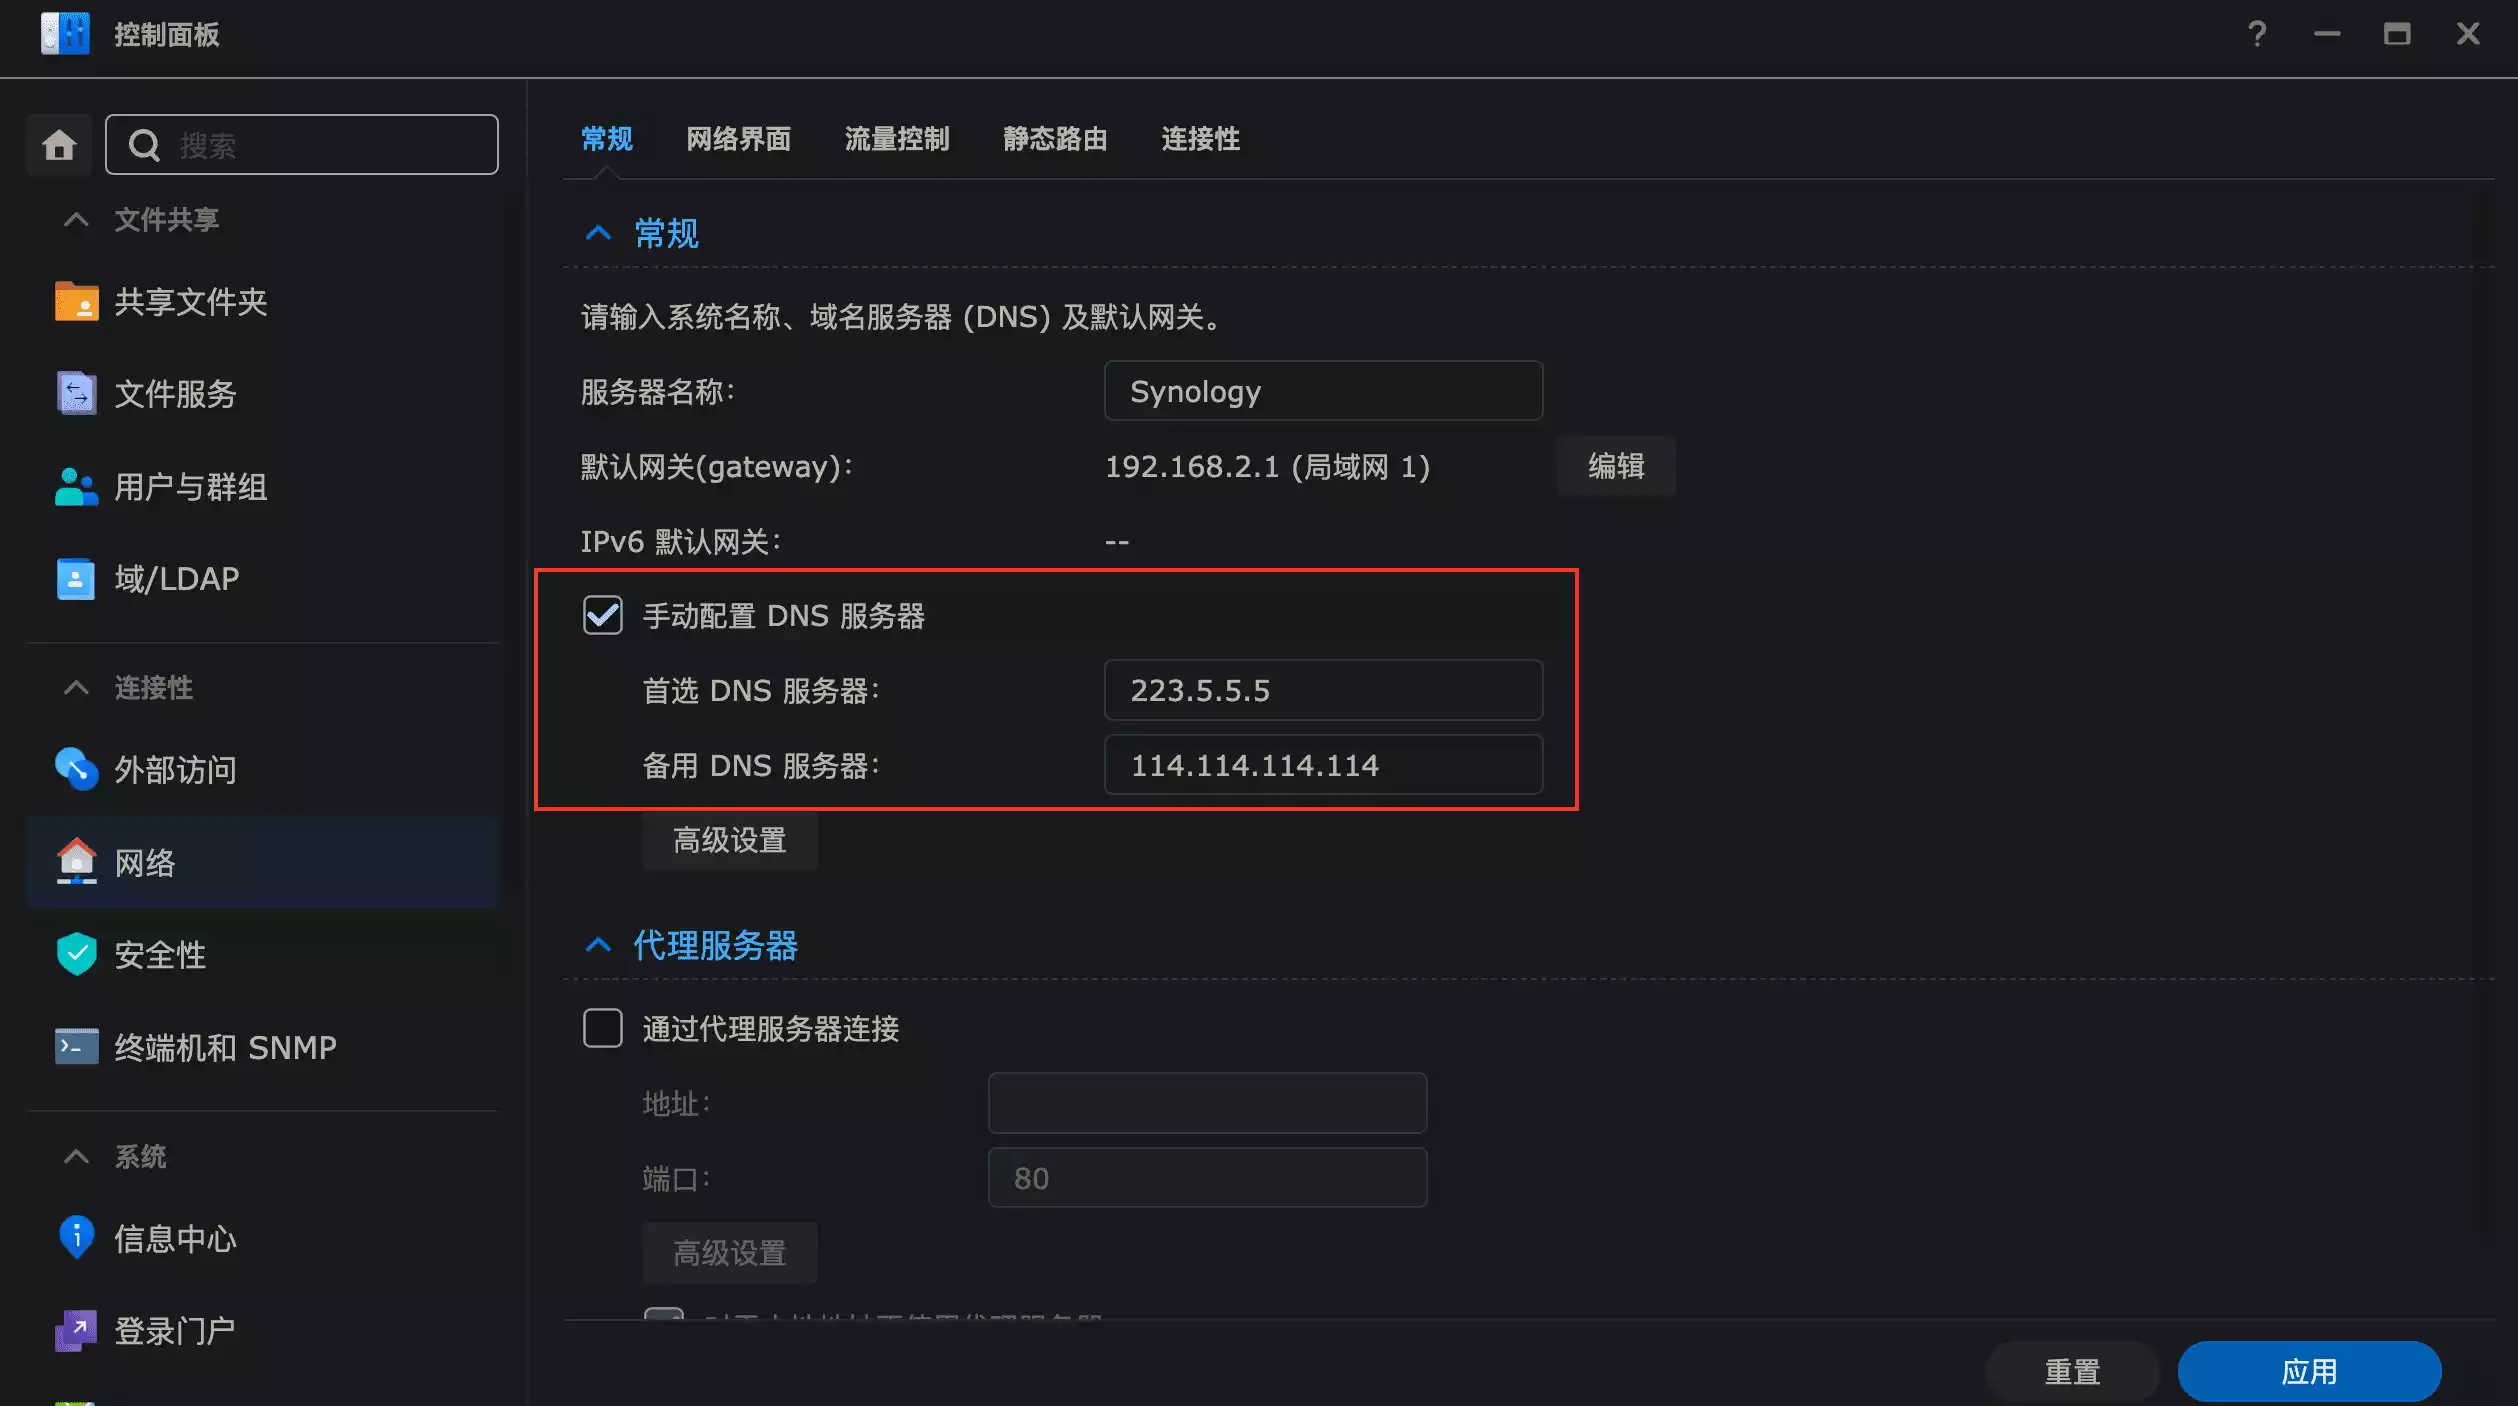 控制面板
搜索
文件共享
共享文件夹
文件服务
用户与群组
域/LDAP
连接性
外部访问
网络
安全性
终端机和 SNMP
系统
信息中心
登录门户
常规 网络界面 流量控制 静态路由 连接性
常规
请输入系统名称、域名服务器 (DNS) 及默认网关。
服务器名称: Synology
默认网关(gateway): 192.168.2.1 (局域网 1) 编辑
IPv6 默认网关: --
手动配置 DNS 服务器
首选 DNS 服务器: 223.5.5.5
备用 DNS 服务器: 114.114.114.114
高级设置
代理服务器
通过代理服务器连接
地址:
端口: 80
高级设置
重置 应用